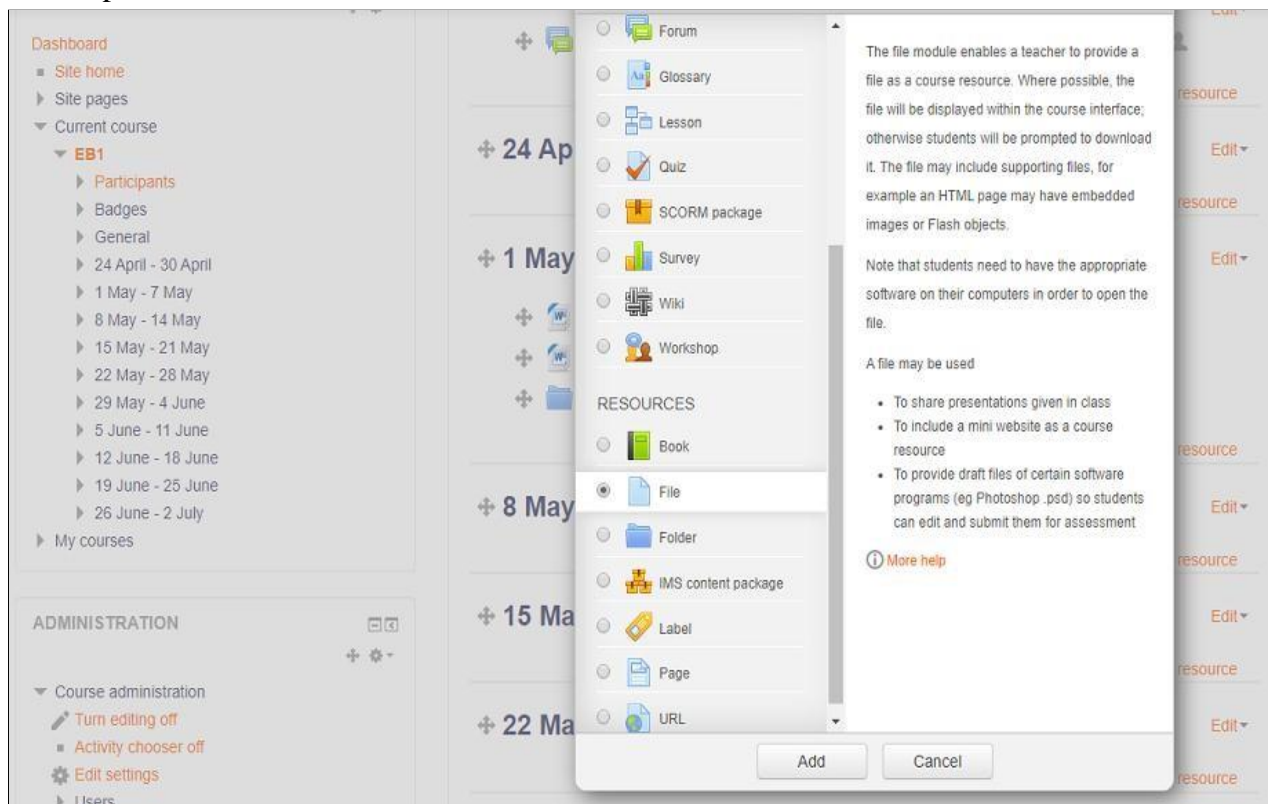 Dashboard
Site home
Site pages
Current course
EB1
Participants
Badges
General
24 April - 30 April
1 May - 7 May
8 May - 14 May
15 May - 21 May
22 May - 28 May
29 May - 4 June
5 June - 11 June
12 June - 18 June
19 June - 25 June
26 June - 2 July
My courses
ADMINISTRATION
Course administration
Turn editing off
Activity chooser off
Edit settings
Users
24 Ap
1 May
8 May
15 Ma
22 Ma
Forum
Glossary
Lesson
Quiz
SCORM package
Survey
Wiki
Workshop
RESOURCES
Book
File
Folder
IMS content package
Label
Page
URL
The file module enables a teacher to provide a
file as a course resource. Where possible, the
file will be displayed within the course interface;
otherwise students will be prompted to download
it. The file may include supporting files, for
example an HTML page may have embedded
images or Flash objects.
Note that students need to have the appropriate
software on their computers in order to open the
file.
A file may be used
To share presentations given in class
To include a mini website as a course
resource
To provide draft files of certain software
programs (eg Photoshop .psd) so students
can edit and submit them for assessment
More help
Add
Cancel
resource
Edit
resource
Edit
resource
Edit
resource
Edit
resource
Edit
resource